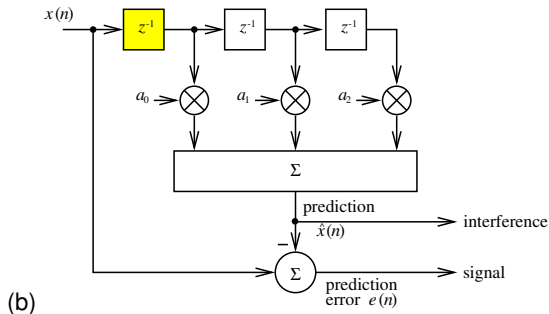 x(n)
z⁻¹ z⁻¹ z⁻¹
a₀ a₁ a₂
Σ
prediction
interference
x̂(n)
−
Σ
signal
prediction
error e(n)
(b)